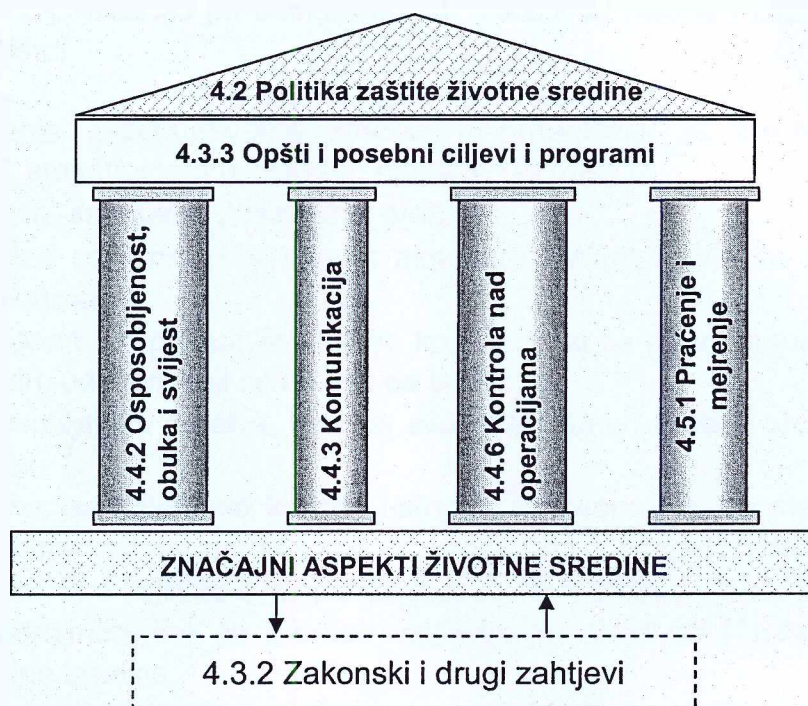 4.2 Politika zaštite životne sredine
4.3.3 Opšti i posebni ciljevi i programi
4.4.2 Osposobljenost,
obuka i svijest
4.4.3 Komunikacija
4.4.6 Kontrola nad
operacijama
4.5.1 Praćenje i
mejrenje
ZNAČAJNI ASPEKTI ŽIVOTNE SREDINE
4.3.2 Zakonski i drugi zahtjevi